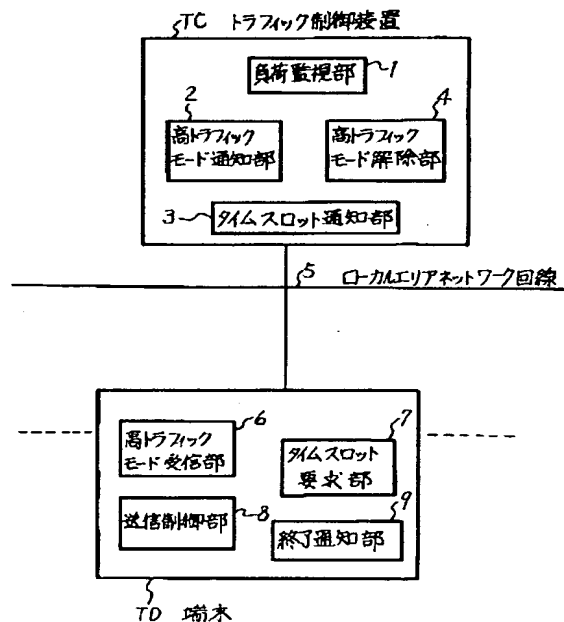 TC トラフィック制御装置
負荷監視部 1
2
高トラフィック
モード通知部
4
高トラフィック
モード解除部
3 タイムスロット通知部
5 ローカルエリアネットワーク回線
高トラフィック 6
モード受信部
タイムスロット 7
要求部
送信制御部 8
終了通知部 9
TD 端末